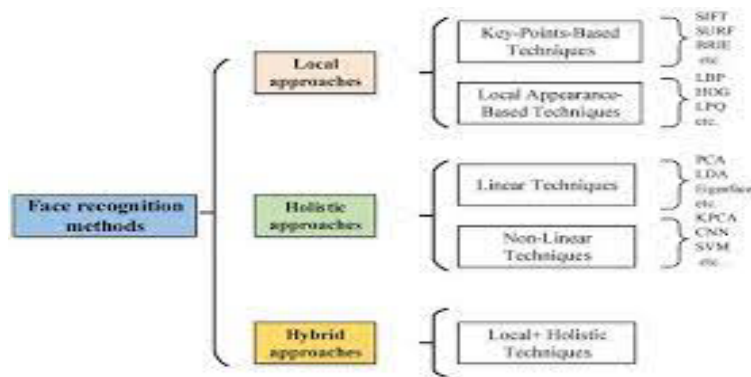 Face recognition
methods
Local
approaches
Key-Points-Based
Techniques
SIFT
SURF
BRIE
etc
Local Appearance-
Based Techniques
LBP
HOG
LPQ
etc.
Holistic
approaches
Linear Techniques
PCA
LDA
Eigenface
etc.
Non-Linear
Techniques
KPCA
CNN
SVM
etc.
Hybrid
approaches
Local+ Holistic
Techniques